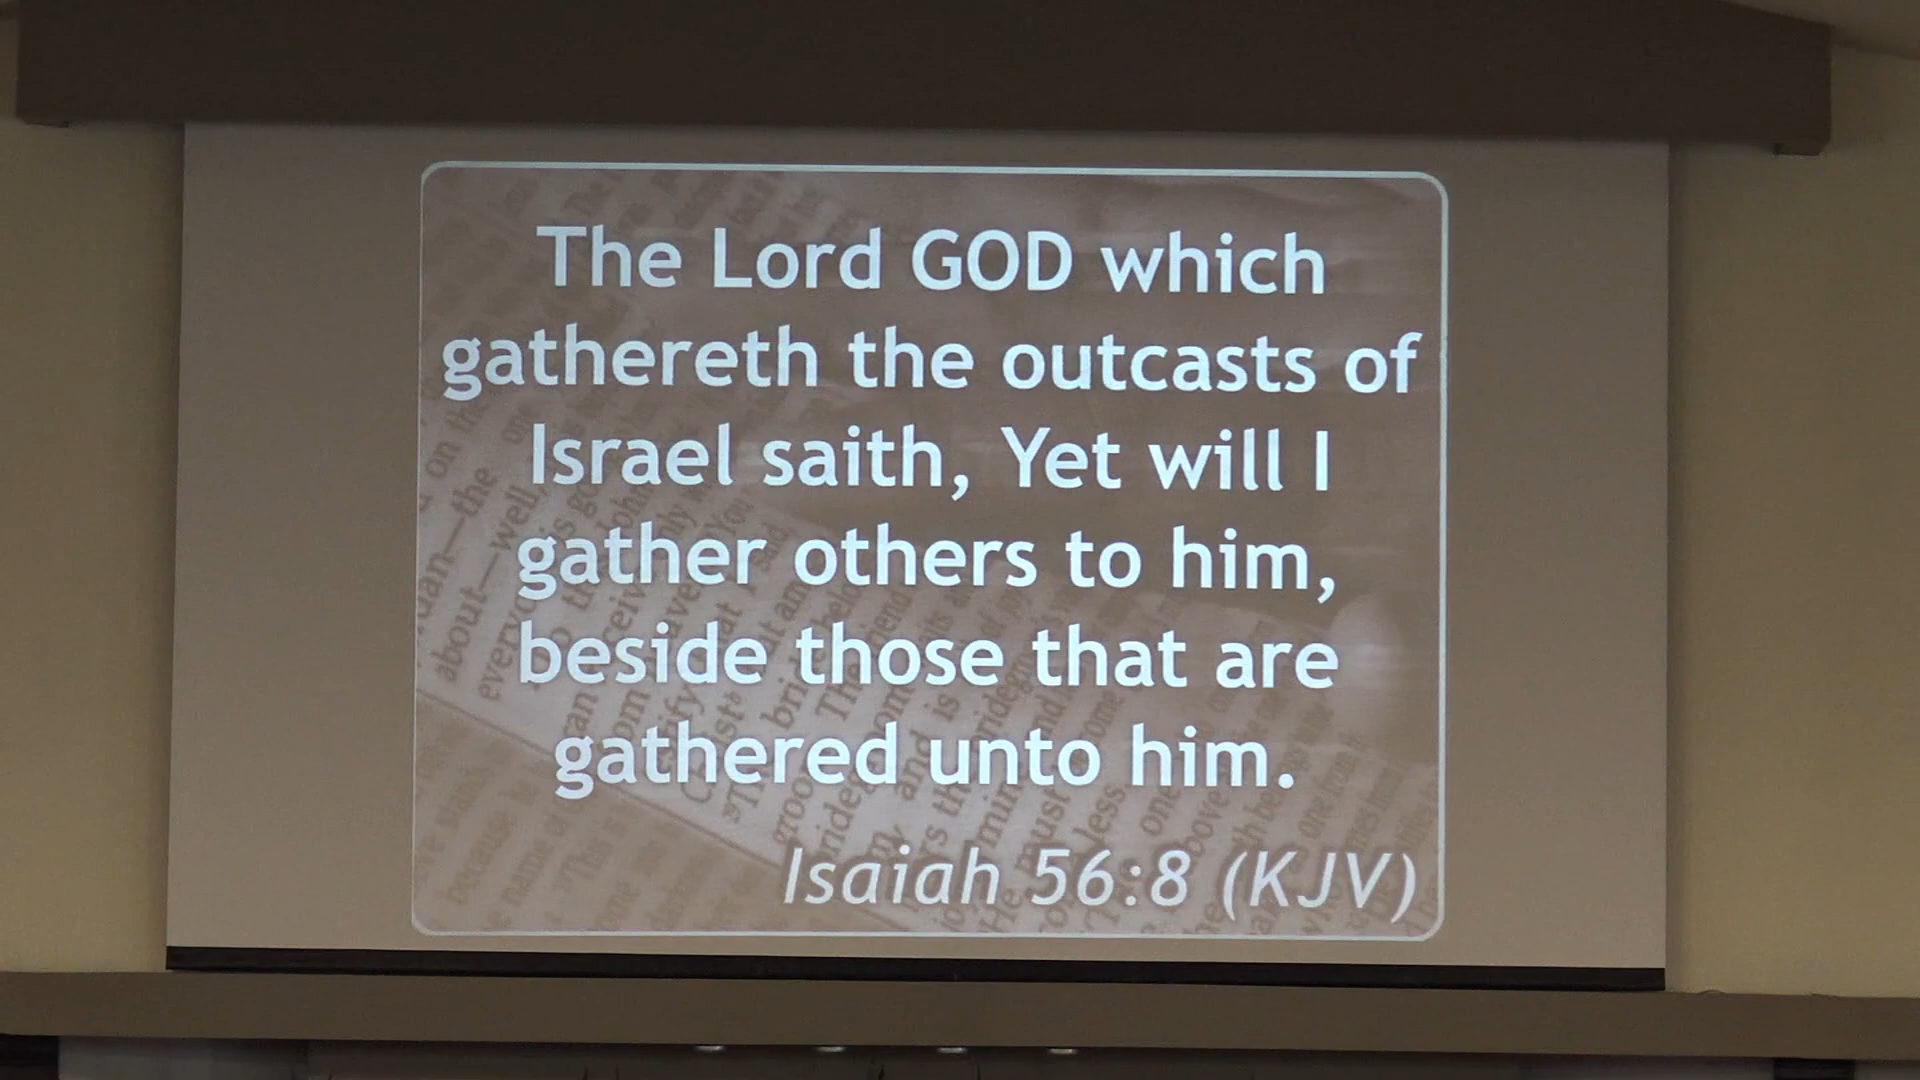 The Lord GOD which
gathereth the outcasts of
Israel saith, Yet will I
gather others to him,
beside those that are
gathered unto him.
Isaiah 56:8 (KJV)